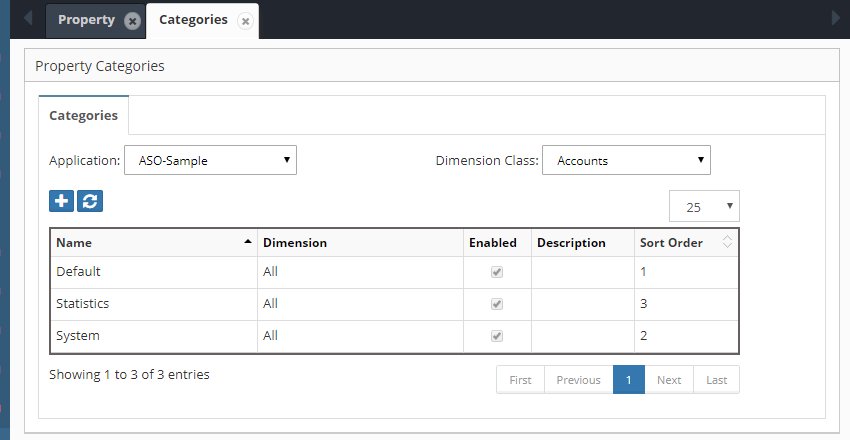 Property Categories
Property Categories
Categories
Application: ASO-Sample Dimension Class: Accounts
25
Name Dimension Enabled Description Sort Order
Default All 1
Statistics All 3
System All 2
Showing 1 to 3 of 3 entries First Previous 1 Next Last